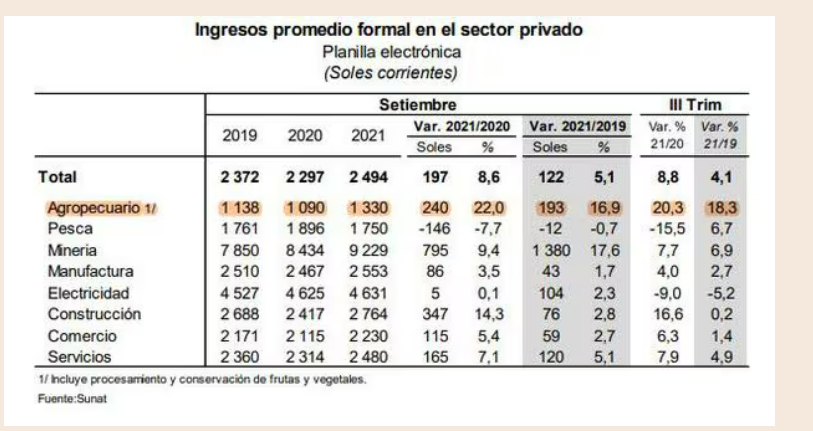 Ingresos promedio formal en el sector privado
Planilla electrónica
(Soles corrientes)
Setiembre III Trim
2019 2020 2021 Var. 2021/2020 Var. 2021/2019 Var. % 21/20 Var. % 21/19
Soles % Soles %
Total 2 372 2 297 2 494 197 8,6 122 5,1 8,8 4,1
Agropecuario 1/ 1 138 1 090 1 330 240 22,0 193 16,9 20,3 18,3
Pesca 1 761 1 896 1 750 -146 -7,7 -12 -0,7 -15,5 6,7
Mineria 7 850 8 434 9 229 795 9,4 1 380 17,6 7,7 6,9
Manufactura 2 510 2 467 2 553 86 3,5 43 1,7 4,0 2,7
Electricidad 4 527 4 625 4 631 5 0,1 104 2,3 -9,0 -5,2
Construcción 2 688 2 417 2 764 347 14,3 76 2,8 16,6 0,2
Comercio 2 171 2 115 2 230 115 5,4 59 2,7 6,3 1,4
Servicios 2 360 2 314 2 480 165 7,1 120 5,1 7,9 4,9
1/ Incluye procesamiento y conservación de frutas y vegetales.
Fuente:Sunat